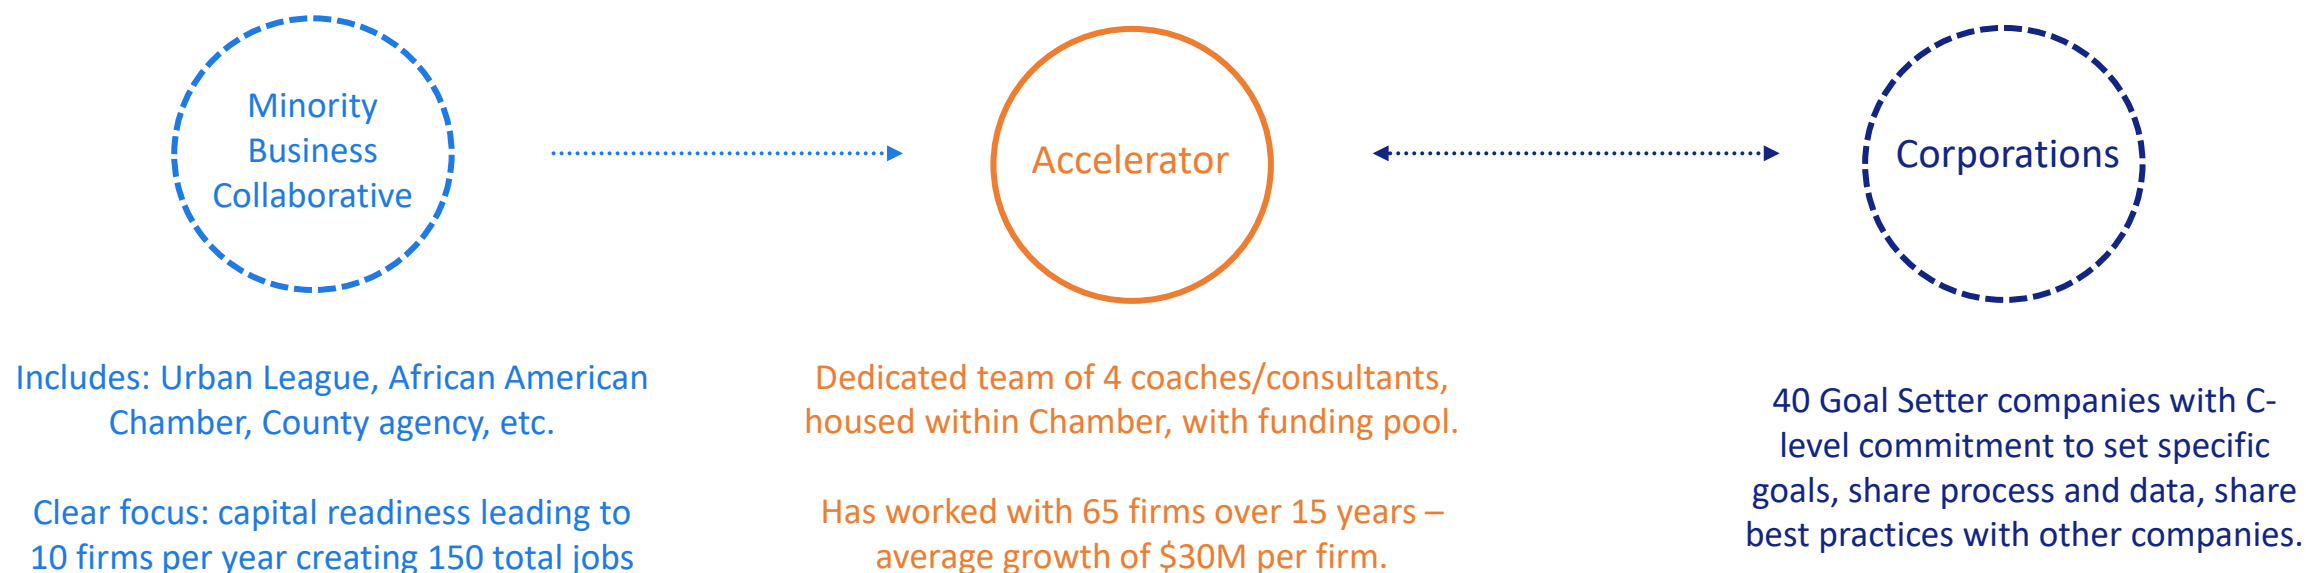 Minority
Business
Collaborative
Accelerator
Corporations
Includes: Urban League, African American
Chamber, County agency, etc.
Clear focus: capital readiness leading to
10 firms per year creating 150 total jobs
Dedicated team of 4 coaches/consultants,
housed within Chamber, with funding pool.
Has worked with 65 firms over 15 years –
average growth of $30M per firm.
40 Goal Setter companies with C-
level commitment to set specific
goals, share process and data, share
best practices with other companies.